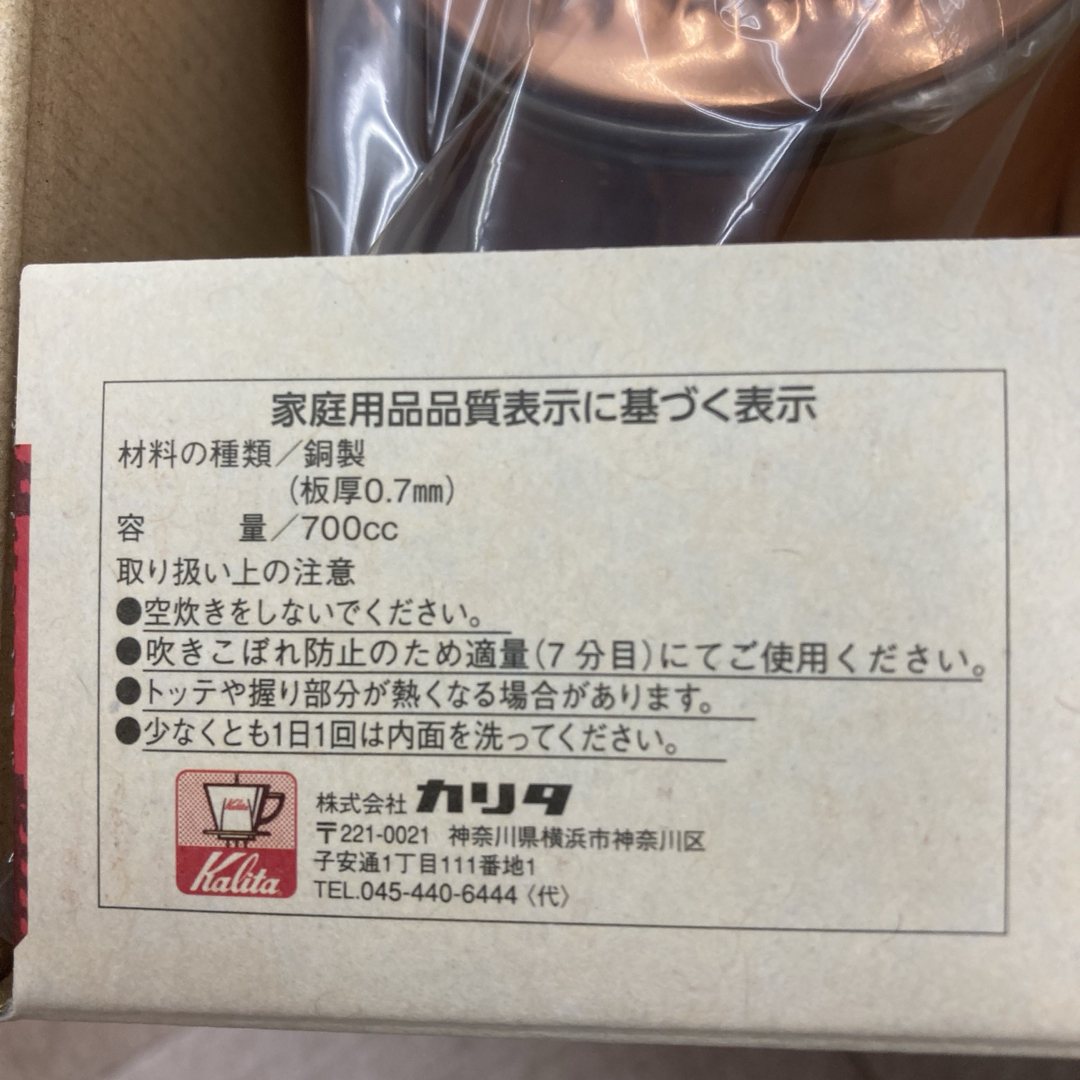 家庭用品品質表示に基づく表示
材料の種類/銅製
(板厚0.7㎜)
容 量/700cc
取り扱い上の注意
●空炊きをしないでください。
●吹きこぼれ防止のため適量(7分目)にてご使用ください。
●トッテや握り部分が熱くなる場合があります。
●少なくとも1日1回は内面を洗ってください。
株式会社 カリタ
〒221-0021 神奈川県横浜市神奈川区
子安通1丁目111番地1
TEL.045-440-6444〈代〉
Kalita